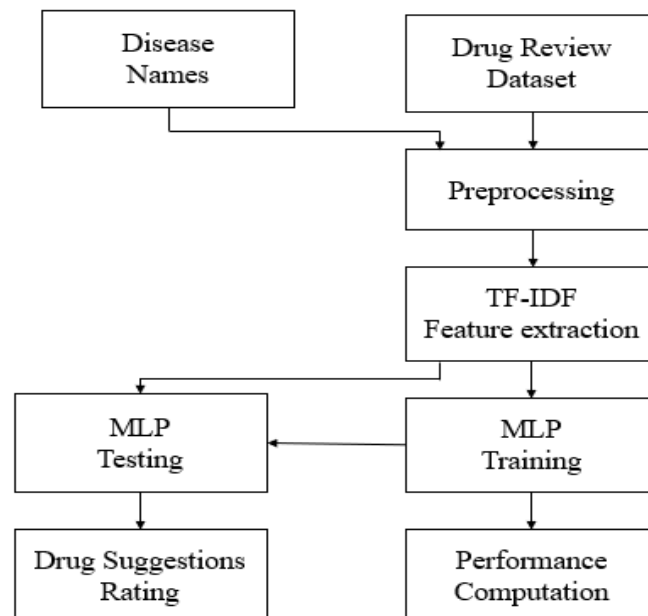 Disease
Names
Drug Review
Dataset
Preprocessing
TF-IDF
Feature extraction
MLP
Testing
MLP
Training
Drug Suggestions
Rating
Performance
Computation